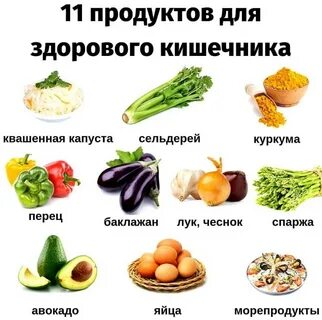 11 продуктов для
здорового кишечника
квашенная капуста
сельдерей
куркума
перец
баклажан
лук, чеснок
спаржа
авокадо
яйца
морепродукты